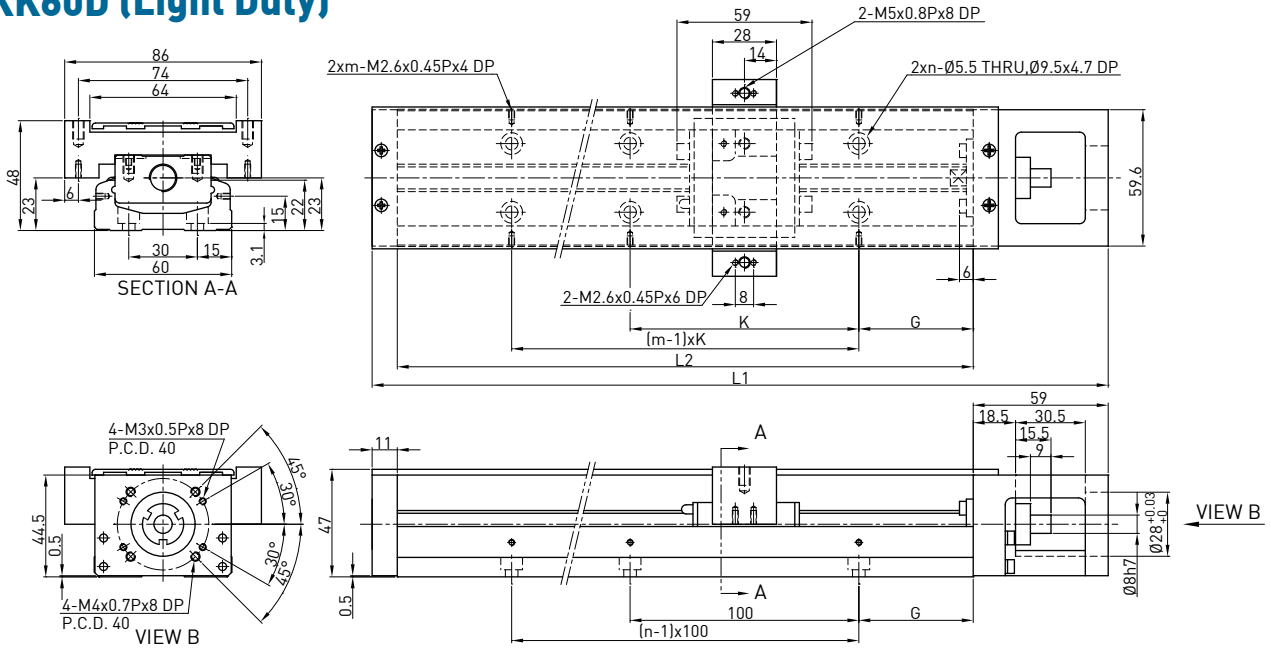 KK60D (Light Duty)
86
74
64
48
23
6
15
22
23
30
15
3.1
60
SECTION A-A
59
2-M5x0.8Px8 DP
28
14
2xm-M2.6x0.45Px4 DP
2xn-Ø5.5 THRU,Ø9.5x4.7 DP
59.6
6
2-M2.6x0.45Px6 DP
8
K
G
(m-1)xK
L2
L1
4-M3x0.5Px8 DP
P.C.D. 40
45°
30°
30°
45°
44.5
0.5
4-M4x0.7Px8 DP
P.C.D. 40
VIEW B
11
A
59
18.5
30.5
15.5
9
47
0.5
A
100
G
(n-1)x100
VIEW B
Ø28+0.03 +0
Ø8h7